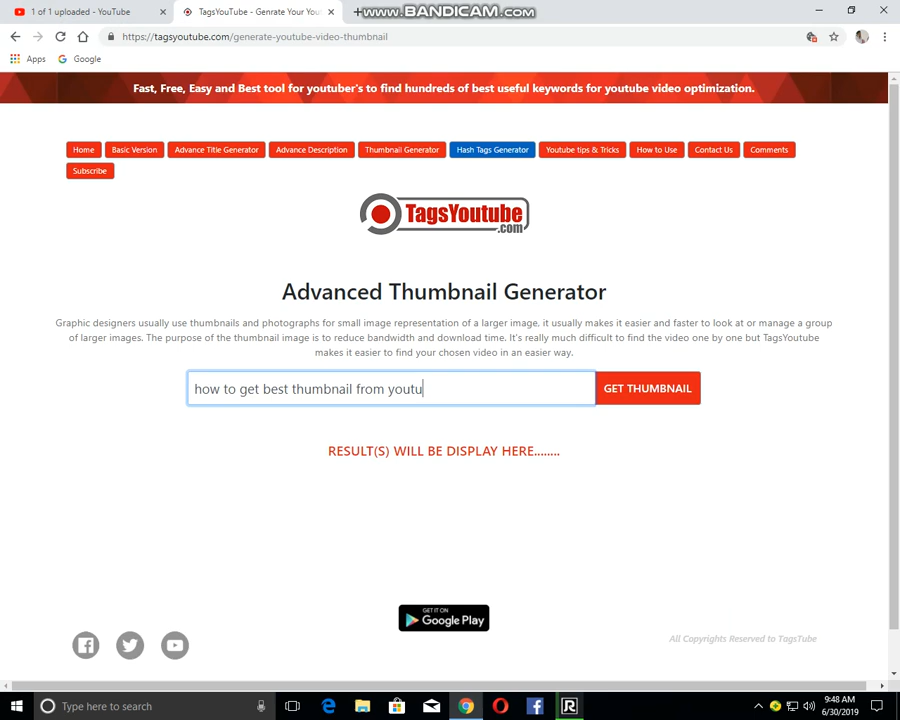 1 of 1 uploaded - YouTube
TagsYouTube - Genrate Your You
www.BANDICAM.com
https://tagsyoutube.com/generate-youtube-video-thumbnail
Apps
Google
Fast, Free, Easy and Best tool for youtuber's to find hundreds of best useful keywords for youtube video optimization.
Home
Basic Version
Advance Title Generator
Advance Description
Thumbnail Generator
Hash Tags Generator
Youtube tips & Tricks
How to Use
Contact Us
Comments
Subscribe
TagsYoutube
.com
Advanced Thumbnail Generator
Graphic designers usually use thumbnails and photographs for small image representation of a larger image, it usually makes it easier and faster to look at or manage a group
of larger images. The purpose of the thumbnail image is to reduce bandwidth and download time. It's really much difficult to find the video one by one but TagsYoutube
makes it easier to find your chosen video in an easier way.
how to get best thumbnail from youtu
GET THUMBNAIL
RESULT(S) WILL BE DISPLAY HERE........
GET IT ON
Google Play
All Copyrights Reserved to TagsTube
Type here to search
9:48 AM
6/30/2019